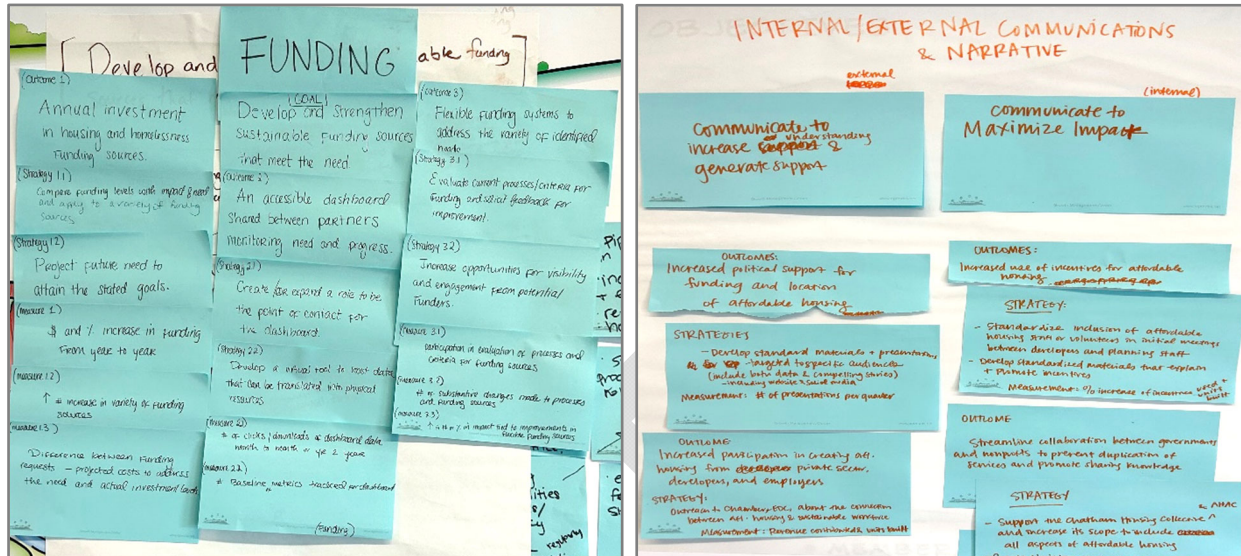 [Develop and
able funding]
FUNDING
(Outcome 1)
Annual investment
in housing and homelessness
Funding sources.
(Strategy 1.1)
Compare funding levels with impact & need
and apply to a variety of funding
sources
(Strategy 1.2)
Project future need to
attain the stated goals.
(measure 1.)
$ and % increase in funding
From year to year
(measure 1.2)
↑ # increase in variety of funding
sources
(measure 1.3)
Difference between Funding
requests - projected costs to address
the need and actual investment levels
(GOAL)
Develop and strengthen
sustainable funding sources
that meet the need
(outcome 2)
An accessible dashboard
shared between partners
monitoring need and progress.
(Strategy 2.1)
Create / expand a role to be
the point of contact for
the dashboard.
(Strategy 2.2)
Develop a visual tool to host data
that can be translated with physical
resources
(measure 2.1)
# of clicks/downloads of dashboard data
month to month or yr 2 year
(measure 2.2)
# Baseline metrics tracked for dashboard
(Funding)
(outcome 3)
Flexible funding systems to
address the variety of identified
needs
(Strategy 3.1)
Evaluate current processes/criteria for
Funding and solicit feedback for
improvement.
(Strategy 3.2)
Increase opportunities for visibility
and engagement from potential
Funders.
(measure 3.1)
participation in evaluation of processes and
criteria for funding sources
(measure 3.2)
# of substantive changes made to processes
and funding sources
(measure 3.3)
↑ in # or % in impact tied to improvements in
flexible funding sources
INTERNAL/EXTERNAL COMMUNICATIONS
& NARRATIVE
external
communicate to
increase understanding &
generate support
OUTCOMES:
Increased political support for
funding and location
of affordable housing
STRATEGIES
- Develop standard materials + presentations
targeted to specific audiences
(include both data & compelling stories)
- including website & social media
Measurement: # of presentations per quarter
OUTCOME
Increased participation in creating aff.
housing from private sector,
developers, and employers
STRATEGY:
Outreach to Chamber, EDC, about the connection
between aff. housing & sustainable workforce
Measurement: Revenue contributed & units built
(internal)
communicate to
Maximize Impact
OUTCOMES:
Increased use of incentives for affordable
housing
STRATEGY:
- Standardize inclusion of affordable
housing staff or volunteers in initial meetings
between developers and planning staff
- Develop standardized materials that explain
+ promote incentives
Measurement: % increase of incentives used + units built
OUTCOME
Streamline collaboration between governments
and nonprofits to prevent duplication of
services and promote sharing knowledge
STRATEGY
& AHAC
- Support the Chatham Housing Collective ^
and increase its scope to include
all aspects of affordable housing